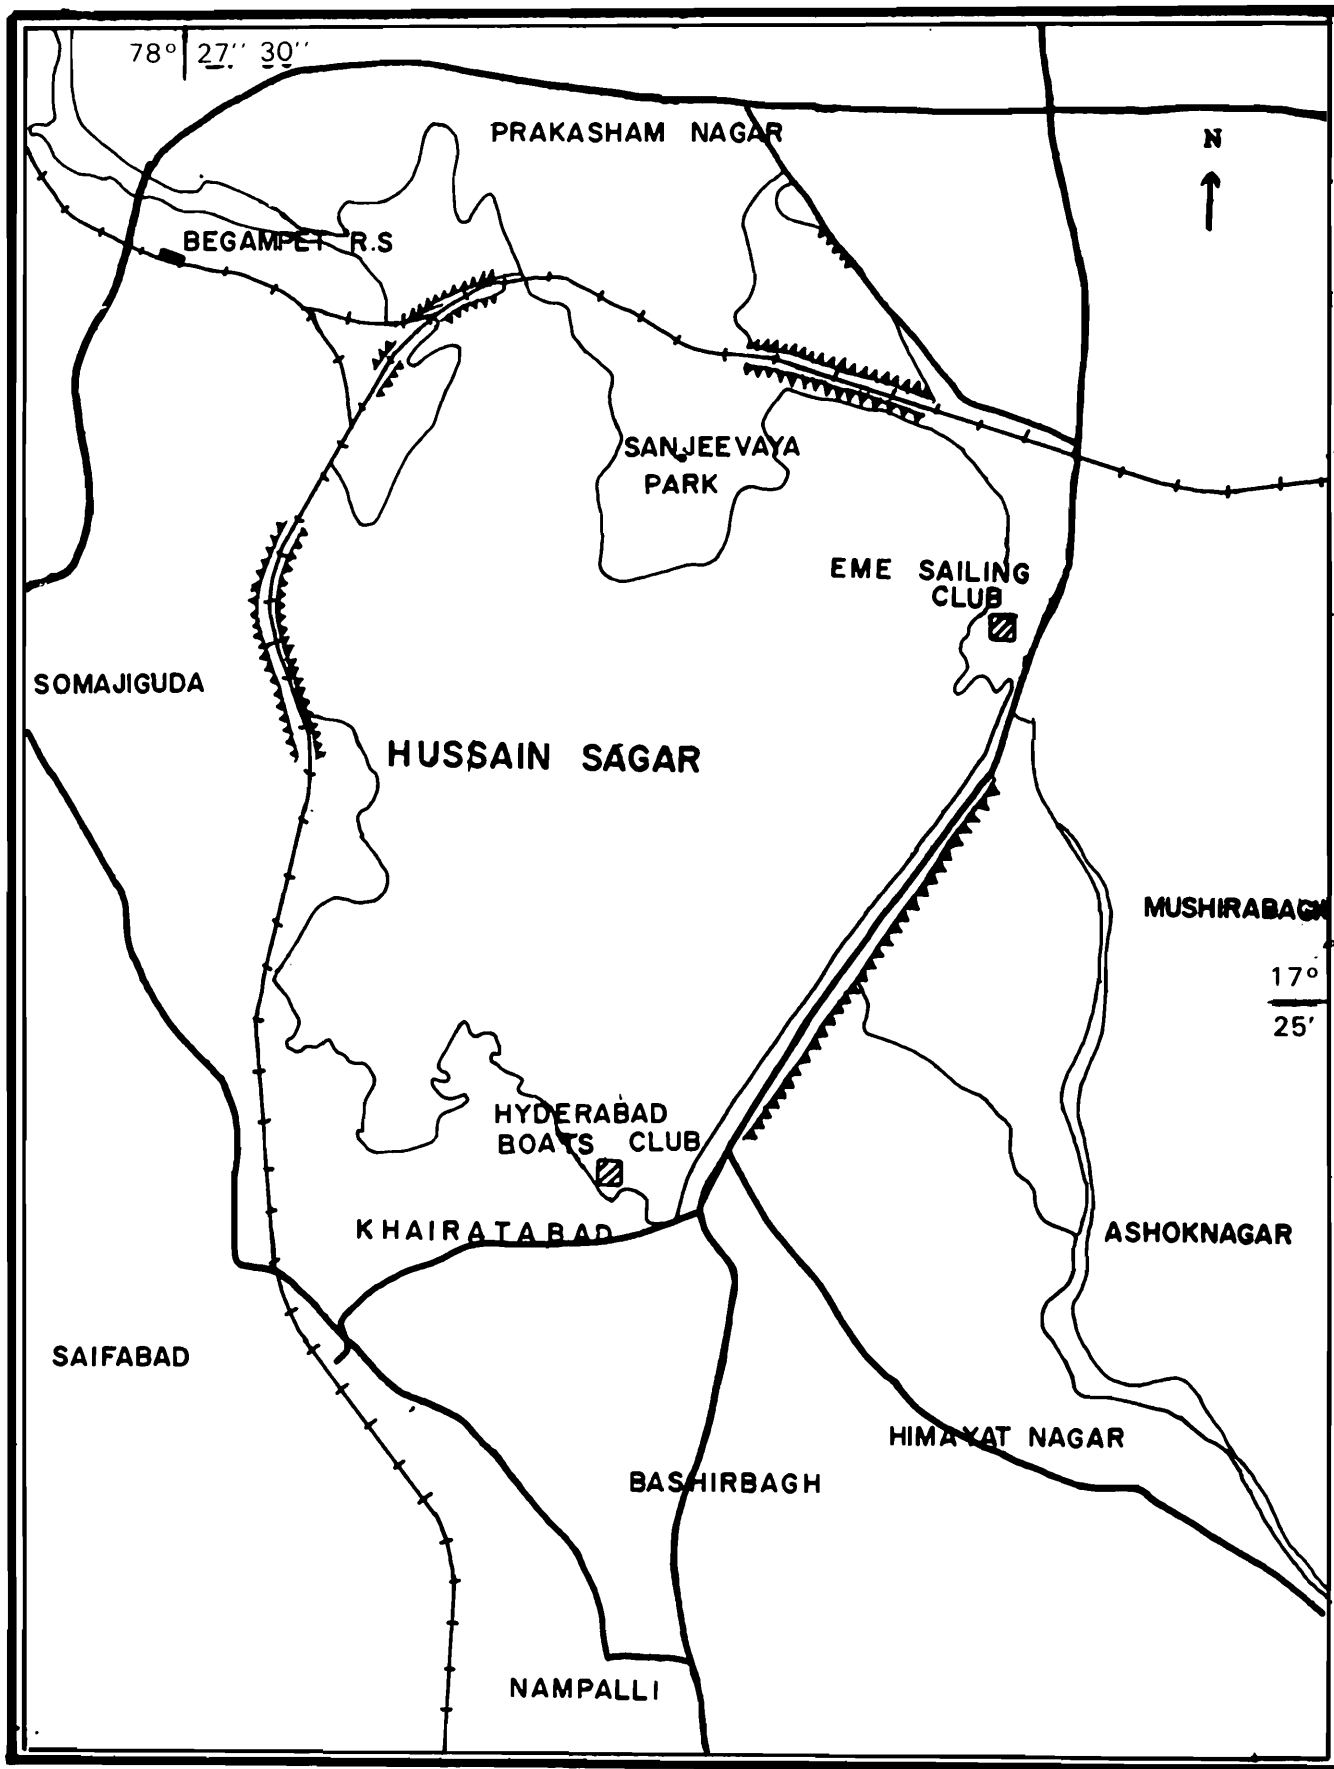 78° 27'' 30''
PRAKASHAM NAGAR
N
BEGAMPET R.S
SANJEEVAYA
PARK
EME SAILING
CLUB
SOMAJIGUDA
HUSSAIN SAGAR
MUSHIRABAGH
17°
25'
HYDERABAD
BOATS CLUB
KHAIRATABAD
ASHOKNAGAR
SAIFABAD
HIMAYAT NAGAR
BASHIRBAGH
NAMPALLI